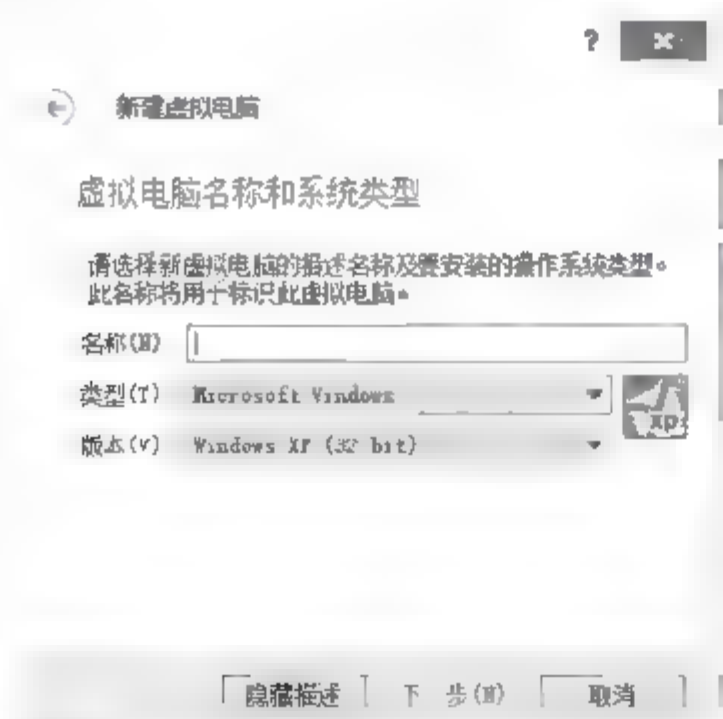 ?
新建虚拟电脑
虚拟电脑名称和系统类型
请选择新虚拟电脑的描述名称及要安装的操作系统类型。
此名称将用于标识此虚拟电脑。
名称(N)
类型(T) Microsoft Windows
XP
版本(V) Windows XP (32 bit)
隐藏描述 下一步(N) 取消